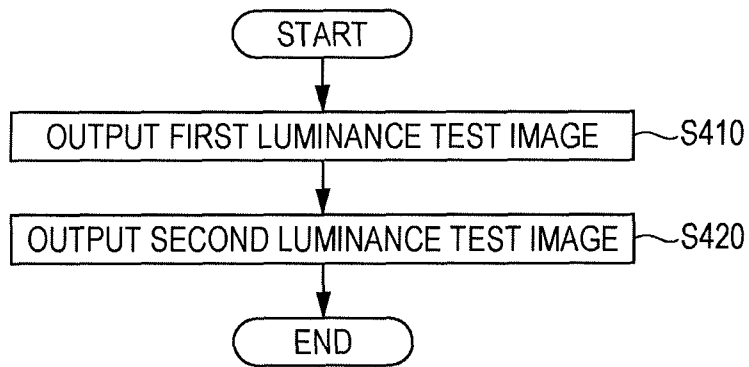 START
OUTPUT FIRST LUMINANCE TEST IMAGE S410
OUTPUT SECOND LUMINANCE TEST IMAGE S420
END